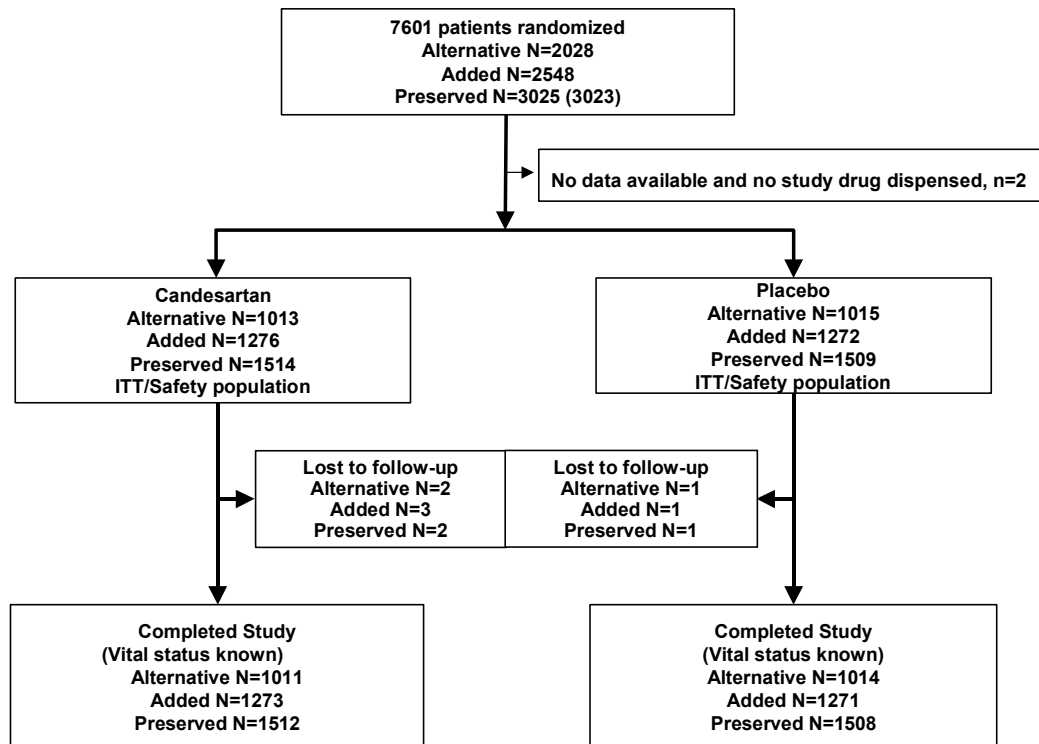 7601 patients randomized
Alternative N=2028
Added N=2548
Preserved N=3025 (3023)
No data available and no study drug dispensed, n=2
Candesartan
Alternative N=1013
Added N=1276
Preserved N=1514
ITT/Safety population
Placebo
Alternative N=1015
Added N=1272
Preserved N=1509
ITT/Safety population
Lost to follow-up
Alternative N=2
Added N=3
Preserved N=2
Lost to follow-up
Alternative N=1
Added N=1
Preserved N=1
Completed Study
(Vital status known)
Alternative N=1011
Added N=1273
Preserved N=1512
Completed Study
(Vital status known)
Alternative N=1014
Added N=1271
Preserved N=1508